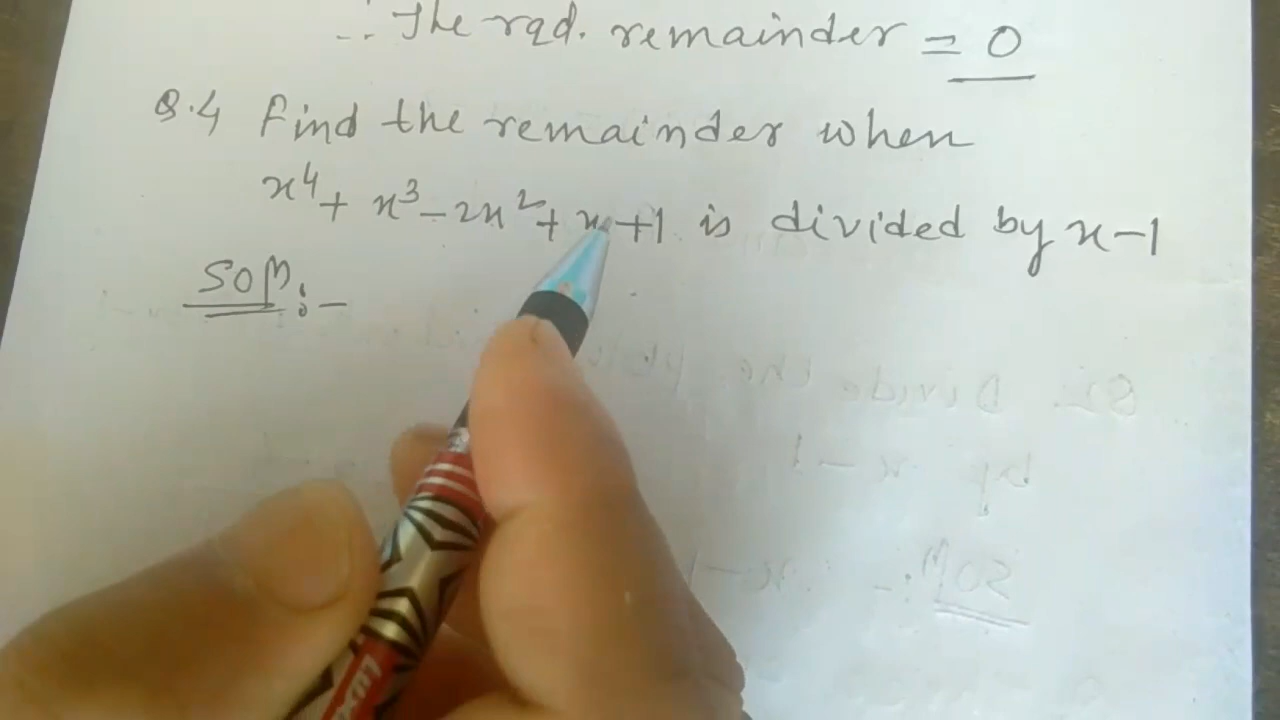 ∴ The rqd. remainder = 0
Q.4 Find the remainder when
x⁴ + x³ - 2x² + x + 1 is divided by x-1
Solⁿ:-